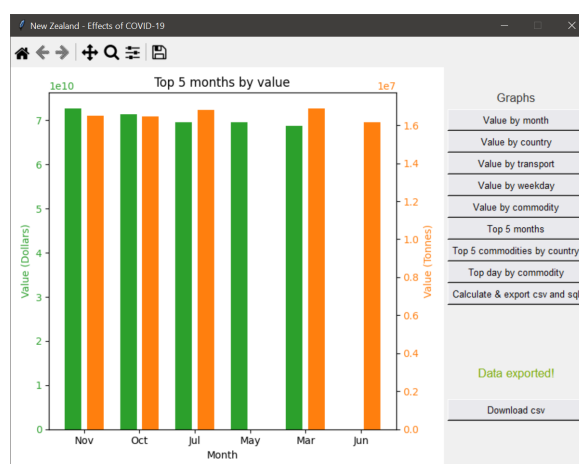 New Zealand - Effects of COVID-19
Top 5 months by value
1e10
1e7
7
6
5
4
3
2
1
0
Value (Dollars)
1.6
1.4
1.2
1.0
0.8
0.6
0.4
0.2
0.0
Value (Tonnes)
Nov Oct Jul May Mar Jun
Month
Graphs
Value by month
Value by country
Value by transport
Value by weekday
Value by commodity
Top 5 months
Top 5 commodities by country
Top day by commodity
Calculate & export csv and sql
Data exported!
Download csv